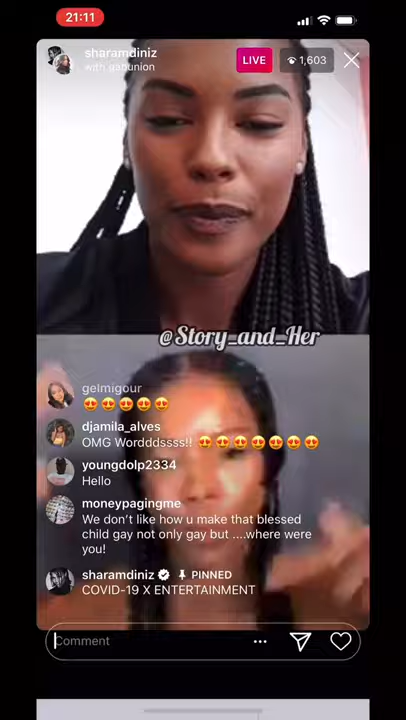 21:11
sharamdiniz
with gabunion
LIVE
1,603
@Story_and_Her
gelmigour
😍😍😍😍😍
djamila_alves
OMG Wordddssss!! 😍😍😍😍😍😍😍
youngdolp2334
Hello
moneypagingme
We don't like how u make that blessed
child gay not only gay but ....where were
you!
sharamdiniz PINNED
COVID-19 X ENTERTAINMENT
Comment